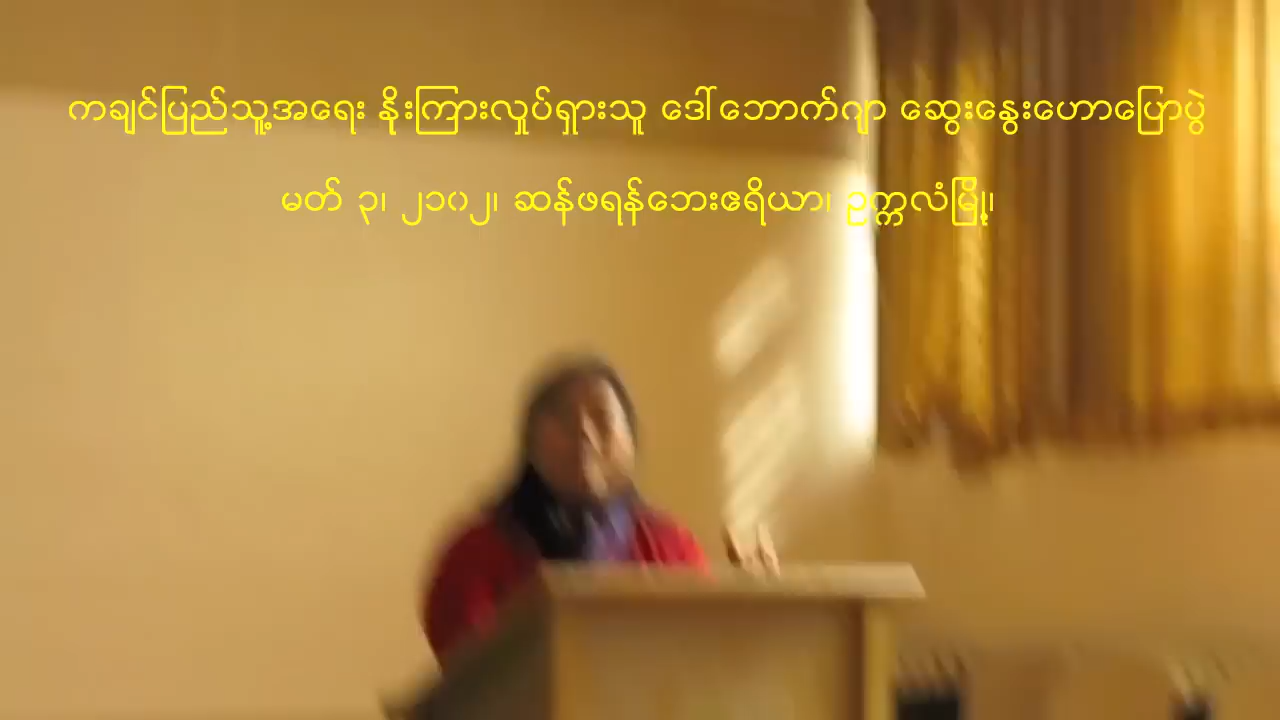 ကချင်ပြည်သူ့အရေး နိုးကြားလှုပ်ရှားသူ ဒေါ်ဘောက်ဂျာ ဆွေးနွေးဟောပြောပွဲ
မတ် ၃၊ ၂၁၀၂၊ ဆန်ဖရန်ဘေးဧရိယာ၊ ဥက္ကလံမြို့၊